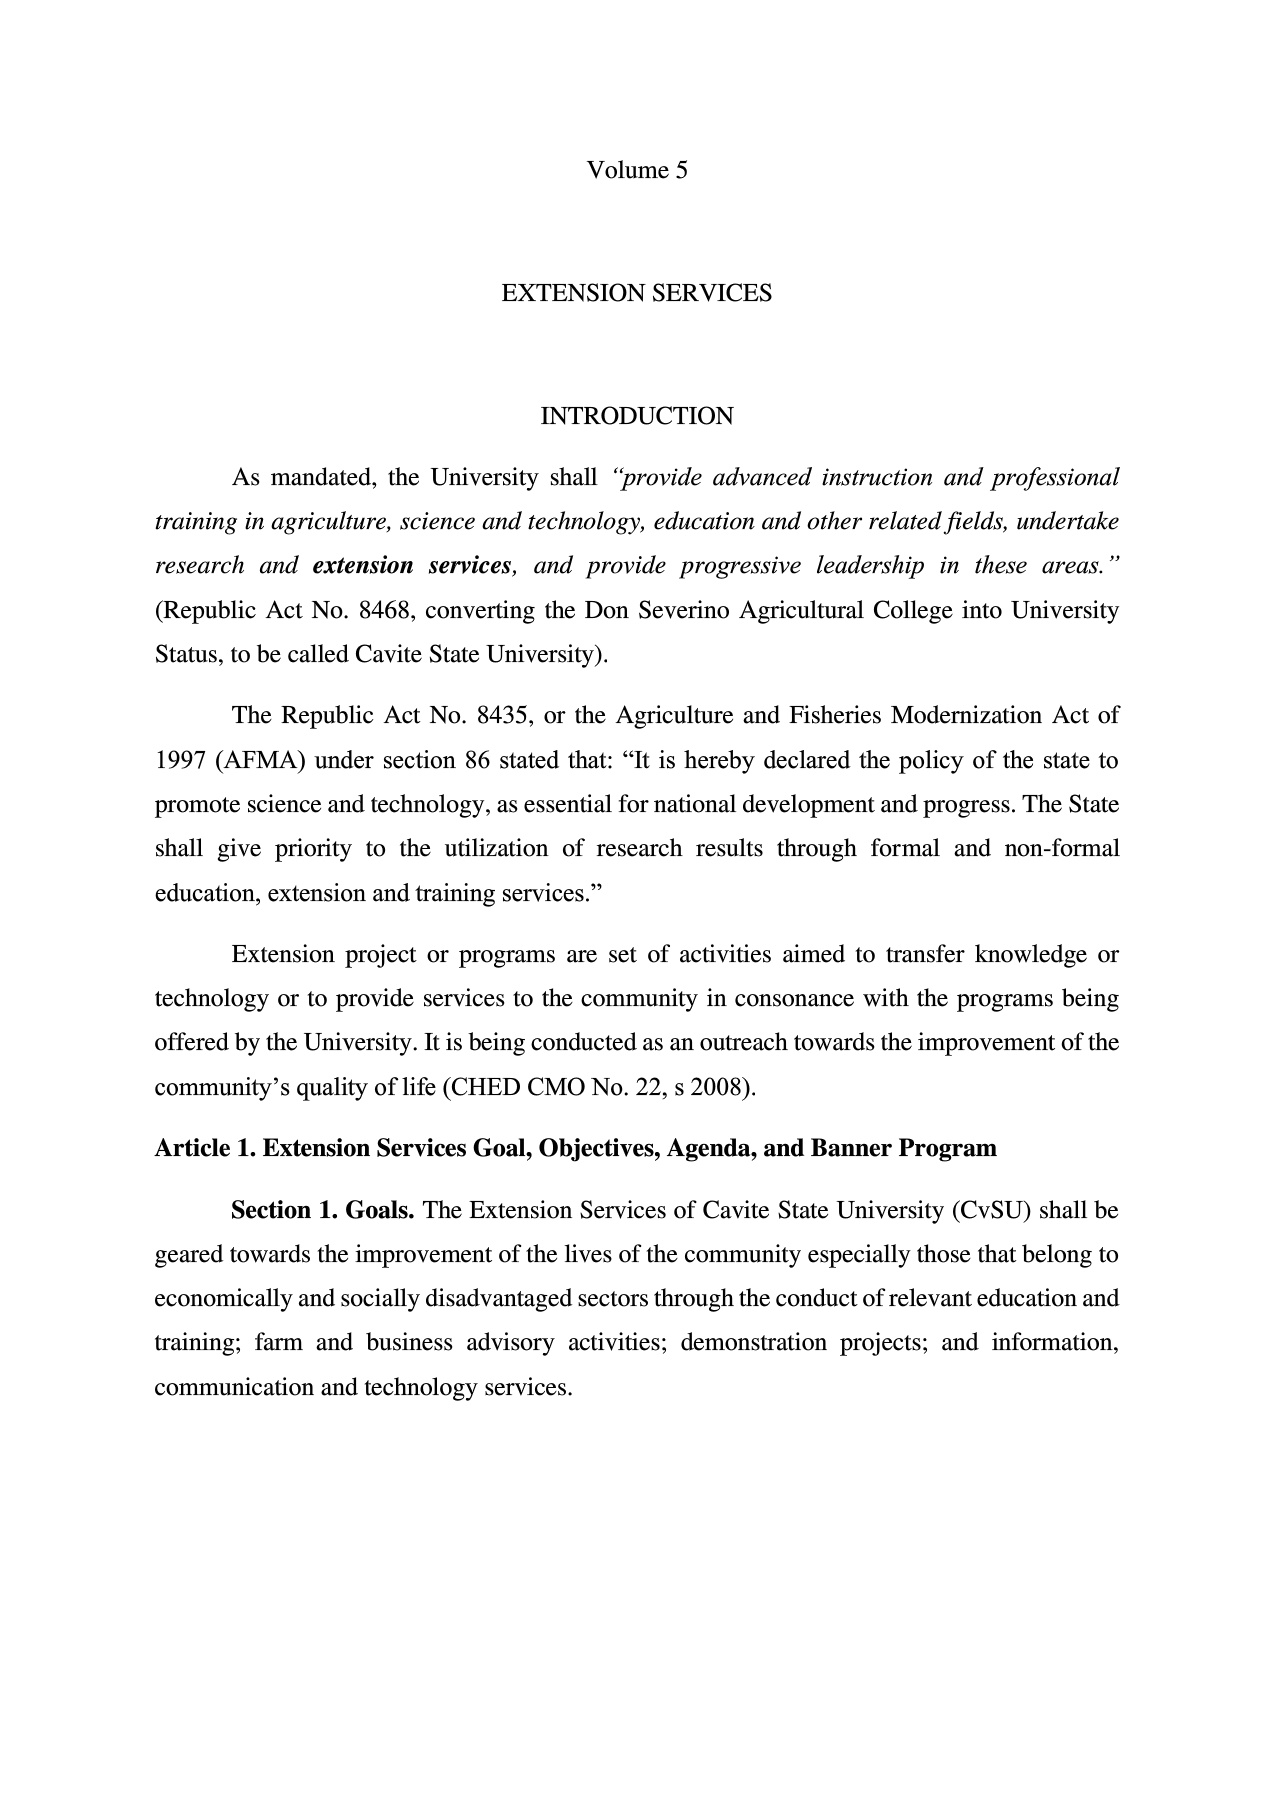 Volume 5
EXTENSION SERVICES
INTRODUCTION
As mandated, the University shall “provide advanced instruction and professional
training in agriculture, science and technology, education and other related fields, undertake
research and extension services, and provide progressive leadership in these areas.”
(Republic Act No. 8468, converting the Don Severino Agricultural College into University
Status, to be called Cavite State University).
The Republic Act No. 8435, or the Agriculture and Fisheries Modernization Act of
1997 (AFMA) under section 86 stated that: “It is hereby declared the policy of the state to
promote science and technology, as essential for national development and progress. The State
shall give priority to the utilization of research results through formal and non-formal
education, extension and training services.”
Extension project or programs are set of activities aimed to transfer knowledge or
technology or to provide services to the community in consonance with the programs being
offered by the University. It is being conducted as an outreach towards the improvement of the
community’s quality of life (CHED CMO No. 22, s 2008).
Article 1. Extension Services Goal, Objectives, Agenda, and Banner Program
Section 1. Goals. The Extension Services of Cavite State University (CvSU) shall be
geared towards the improvement of the lives of the community especially those that belong to
economically and socially disadvantaged sectors through the conduct of relevant education and
training; farm and business advisory activities; demonstration projects; and information,
communication and technology services.